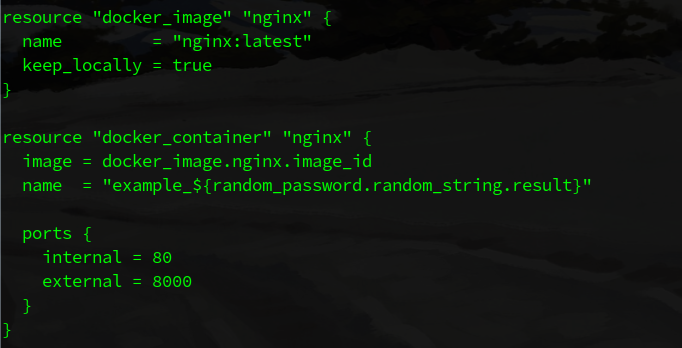 resource "docker_image" "nginx" {
  name         = "nginx:latest"
  keep_locally = true
}

resource "docker_container" "nginx" {
  image = docker_image.nginx.image_id
  name  = "example_${random_password.random_string.result}"

  ports {
    internal = 80
    external = 8000
  }
}